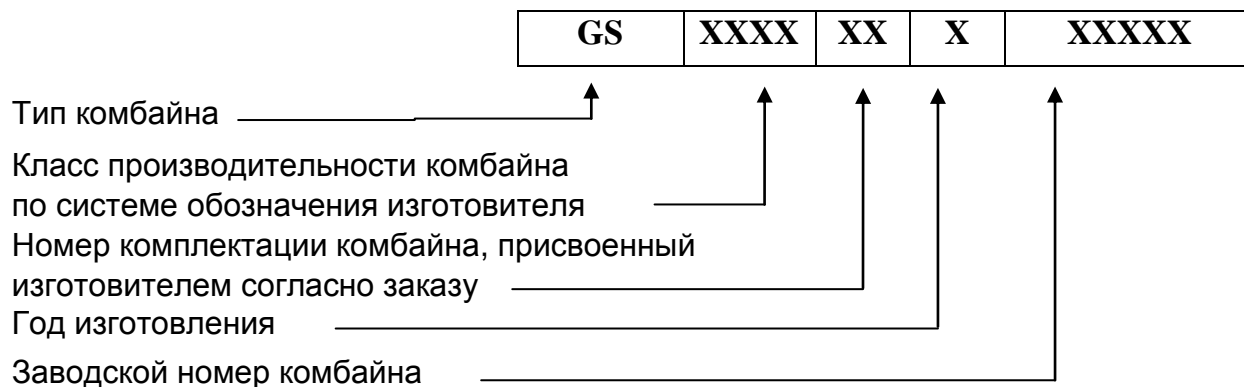 GS XXXX XX X XXXXX
Тип комбайна
Класс производительности комбайна
по системе обозначения изготовителя
Номер комплектации комбайна, присвоенный
изготовителем согласно заказу
Год изготовления
Заводской номер комбайна